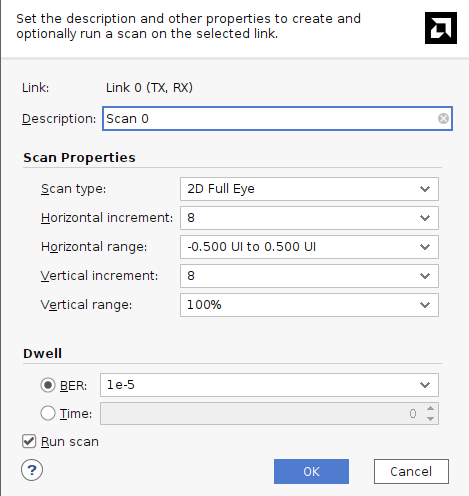 Set the description and other properties to create and
optionally run a scan on the selected link.
Link: Link 0 (TX, RX)
Description: Scan 0
Scan Properties
Scan type: 2D Full Eye
Horizontal increment: 8
Horizontal range: -0.500 UI to 0.500 UI
Vertical increment: 8
Vertical range: 100%
Dwell
BER: 1e-5
Time: 0
Run scan
? OK Cancel